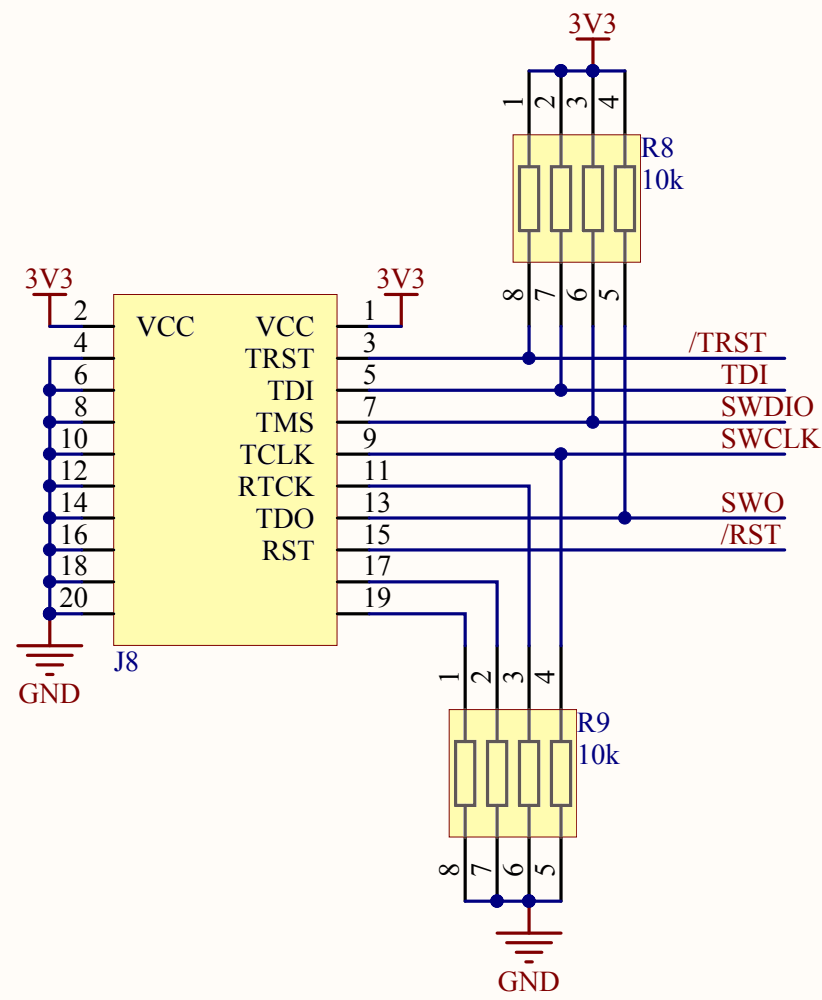 3V3
1 2 3 4
R8
10k
8 7 6 5
3V3
3V3
2 VCC VCC 1
4 TRST 3 /TRST
6 TDI 5 TDI
8 TMS 7 SWDIO
10 TCLK 9 SWCLK
12 RTCK 11
14 TDO 13 SWO
16 RST 15 /RST
18 17
20 19
J8
GND
1 2 3 4
R9
10k
8 7 6 5
GND